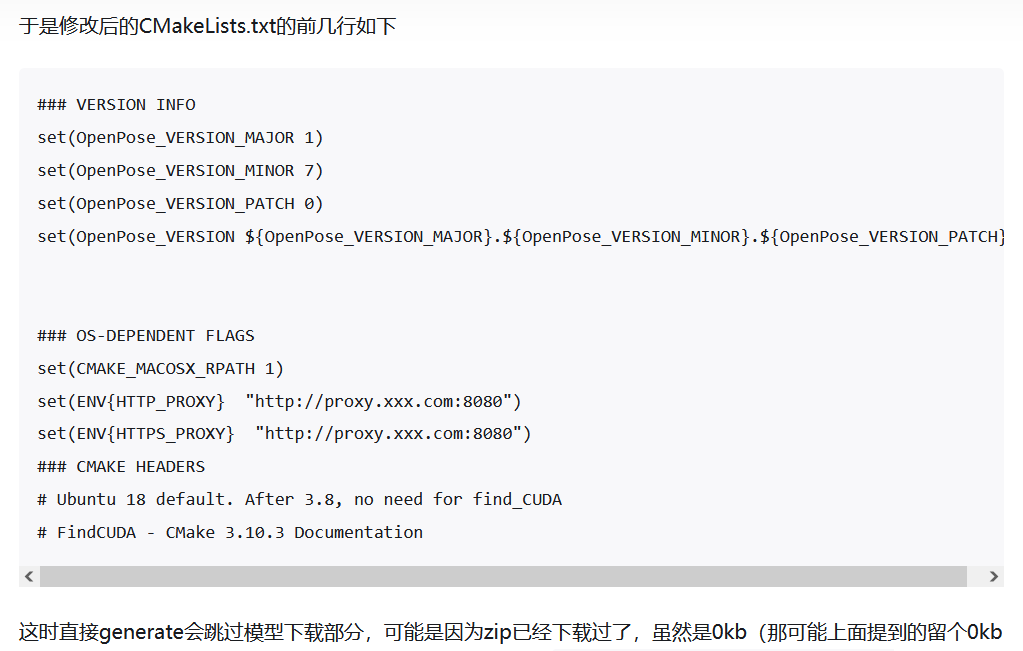 于是修改后的CMakeLists.txt的前几行如下
### VERSION INFO
set(OpenPose_VERSION_MAJOR 1)
set(OpenPose_VERSION_MINOR 7)
set(OpenPose_VERSION_PATCH 0)
set(OpenPose_VERSION ${OpenPose_VERSION_MAJOR}.${OpenPose_VERSION_MINOR}.${OpenPose_VERSION_PATCH}
### OS-DEPENDENT FLAGS
set(CMAKE_MACOSX_RPATH 1)
set(ENV{HTTP_PROXY}  "http://proxy.xxx.com:8080")
set(ENV{HTTPS_PROXY}  "http://proxy.xxx.com:8080")
### CMAKE HEADERS
# Ubuntu 18 default. After 3.8, no need for find_CUDA
# FindCUDA - CMake 3.10.3 Documentation
这时直接generate会跳过模型下载部分，可能是因为zip已经下载过了，虽然是0kb（那可能上面提到的留个0kb